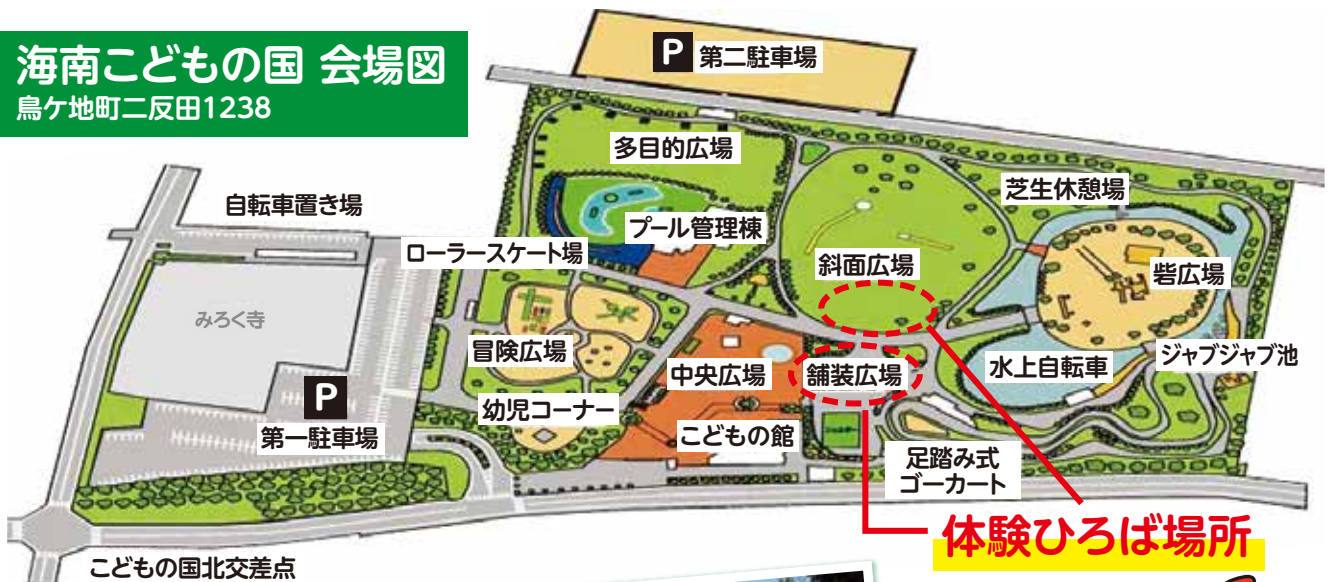 海南こどもの国 会場図
鳥ケ地町二反田1238
P 第二駐車場
多目的広場
芝生休憩場
自転車置き場
プール管理棟
ローラースケート場
斜面広場
砦広場
みろく寺
冒険広場
中央広場
舗装広場
水上自転車
ジャブジャブ池
P
第一駐車場
幼児コーナー
こどもの館
足踏み式
ゴーカート
体験ひろば場所
こどもの国北交差点